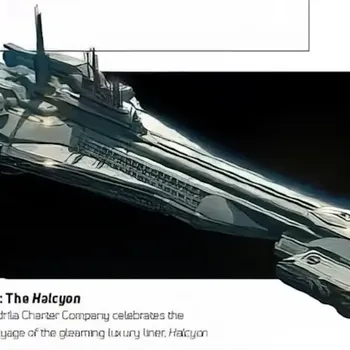 : The Halcyon
drila Charter Company celebrates the
yage of the gleaming luxury liner, Halcyon